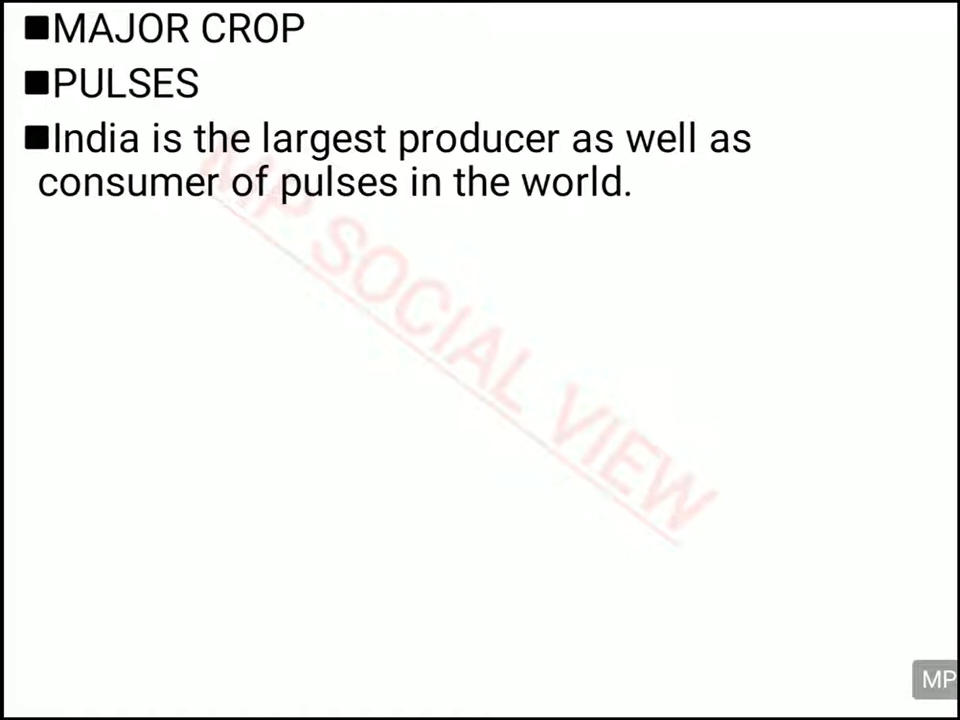 ■MAJOR CROP
■PULSES
■India is the largest producer as well as
consumer of pulses in the world.
MP SOCIAL VIEW
MP